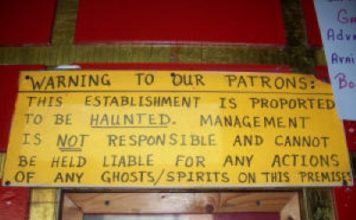 WARNING TO OUR PATRONS:
THIS ESTABLISHMENT IS PROPORTED
TO BE HAUNTED. MANAGEMENT
IS NOT RESPONSIBLE AND CANNOT
BE HELD LIABLE FOR ANY ACTIONS
OF ANY GHOSTS/SPIRITS ON THIS PREMISES